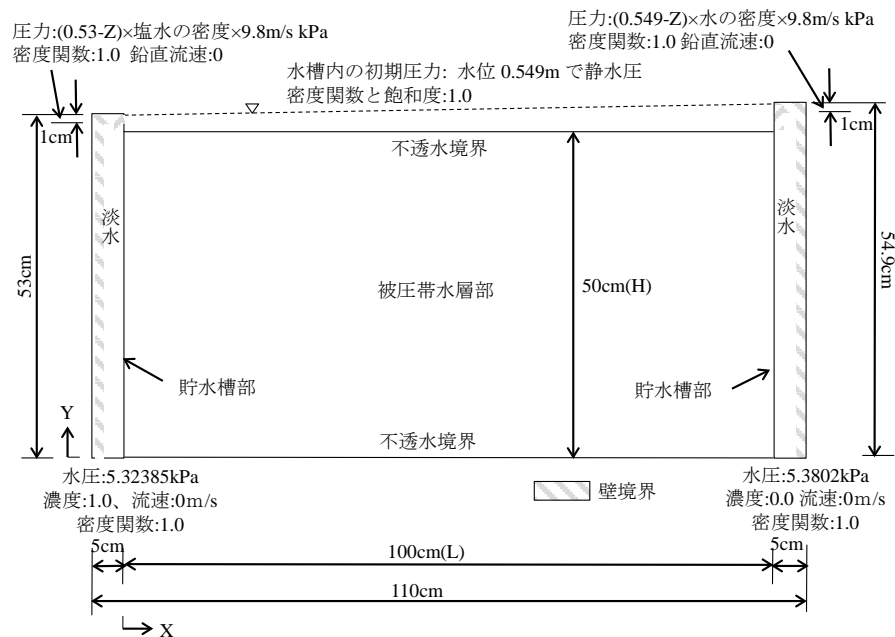 圧力:(0.53-Z)×塩水の密度×9.8m/s kPa
密度関数:1.0 鉛直流速:0
圧力:(0.549-Z)×水の密度×9.8m/s kPa
密度関数:1.0 鉛直流速:0
水槽内の初期圧力: 水位 0.549m で静水圧
密度関数と飽和度:1.0
1cm
1cm
不透水境界
淡水
淡水
53cm
54.9cm
被圧帯水層部
50cm(H)
貯水槽部
貯水槽部
Y
不透水境界
水圧:5.32385kPa
濃度:1.0、流速:0m/s
密度関数:1.0
水圧:5.3802kPa
濃度:0.0 流速:0m/s
密度関数:1.0
壁境界
5cm
100cm(L)
5cm
110cm
X